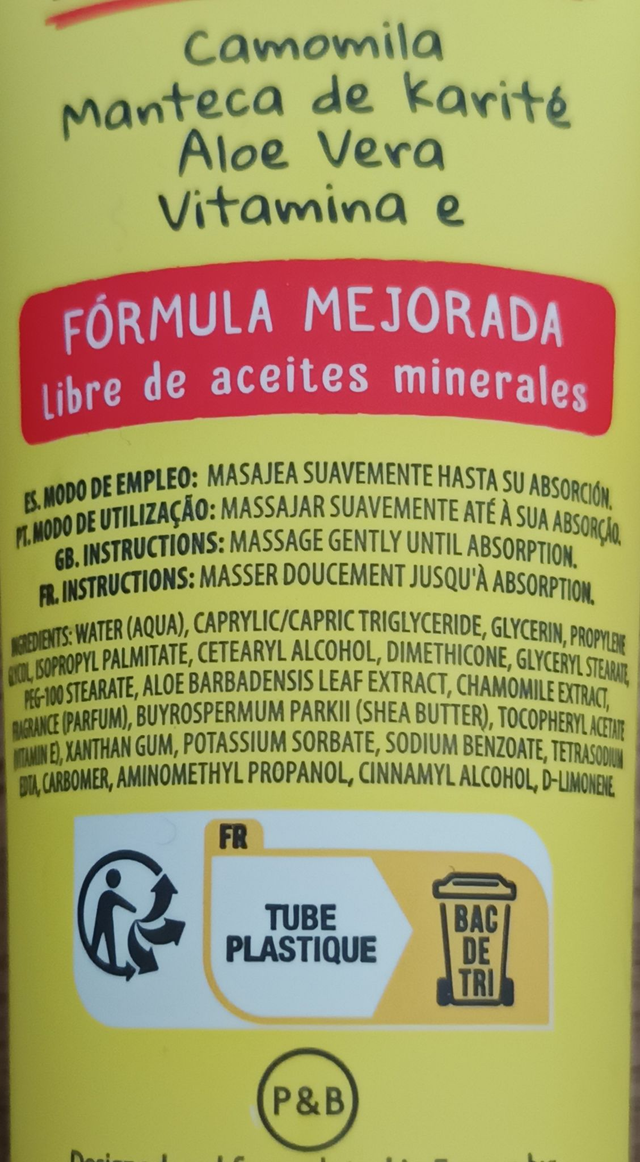 Camomila
Manteca de Karité
Aloe Vera
Vitamina e
FÓRMULA MEJORADA
Libre de aceites minerales
ES. MODO DE EMPLEO: MASAJEA SUAVEMENTE HASTA SU ABSORCIÓN.
PT. MODO DE UTILIZAÇÃO: MASSAJAR SUAVEMENTE ATÉ À SUA ABSORÇÃO.
GB. INSTRUCTIONS: MASSAGE GENTLY UNTIL ABSORPTION.
FR. INSTRUCTIONS: MASSER DOUCEMENT JUSQU'À ABSORPTION.
INGREDIENTS: WATER (AQUA), CAPRYLIC/CAPRIC TRIGLYCERIDE, GLYCERIN, PROPYLENE
GLYCOL, ISOPROPYL PALMITATE, CETEARYL ALCOHOL, DIMETHICONE, GLYCERYL STEARATE,
PEG-100 STEARATE, ALOE BARBADENSIS LEAF EXTRACT, CHAMOMILE EXTRACT,
FRAGRANCE (PARFUM), BUYROSPERMUM PARKII (SHEA BUTTER), TOCOPHERYL ACETATE
(VITAMIN E), XANTHAN GUM, POTASSIUM SORBATE, SODIUM BENZOATE, TETRASODIUM
EDTA, CARBOMER, AMINOMETHYL PROPANOL, CINNAMYL ALCOHOL, D-LIMONENE.
FR
TUBE
PLASTIQUE
BAC
DE
TRI
P&B